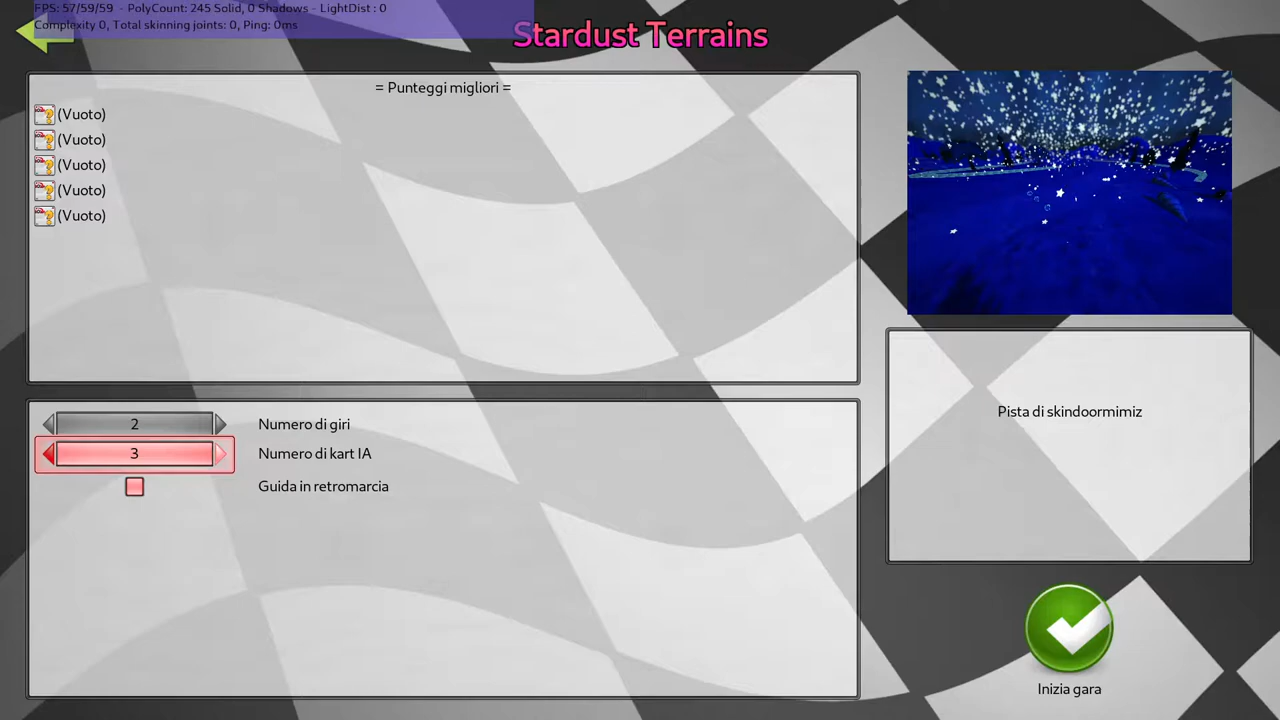 FPS: 57/59/59 - PolyCount: 245 Solid, 0 Shadows - LightDist : 0
Complexity 0, Total skinning joints: 0, Ping: 0ms
Stardust Terrains
= Punteggi migliori =
(Vuoto)
(Vuoto)
(Vuoto)
(Vuoto)
(Vuoto)
2 Numero di giri
3 Numero di kart IA
Guida in retromarcia
Pista di skindoormimiz
Inizia gara